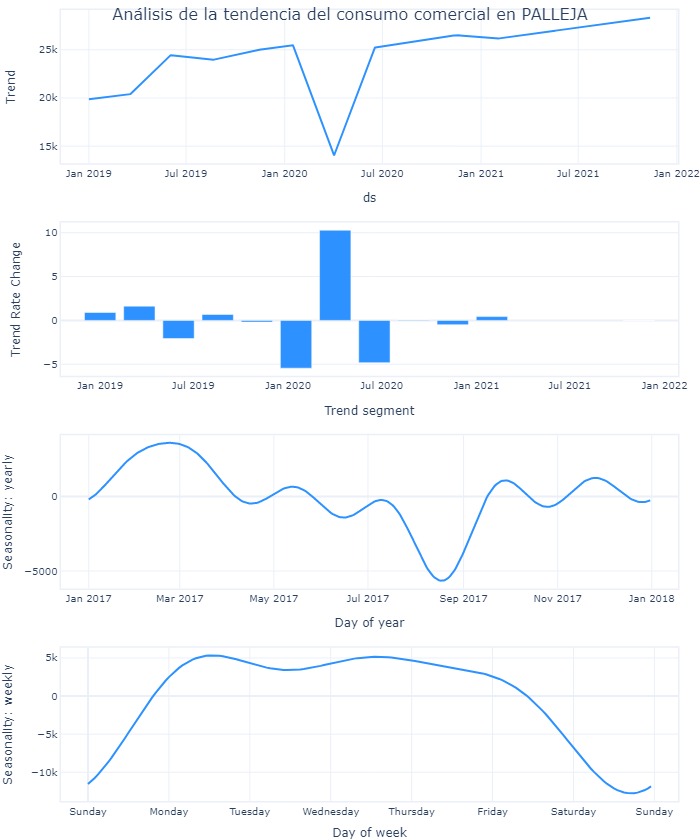 Análisis de la tendencia del consumo comercial en PALLEJA
Trend
25k
20k
15k
Jan 2019 Jul 2019 Jan 2020 Jul 2020 Jan 2021 Jul 2021 Jan 2022
ds
Trend Rate Change
10
5
0
−5
Jan 2019 Jul 2019 Jan 2020 Jul 2020 Jan 2021 Jul 2021 Jan 2022
Trend segment
Seasonality: yearly
0
−5000
Jan 2017 Mar 2017 May 2017 Jul 2017 Sep 2017 Nov 2017 Jan 2018
Day of year
Seasonality: weekly
5k
0
−5k
−10k
Sunday Monday Tuesday Wednesday Thursday Friday Saturday Sunday
Day of week